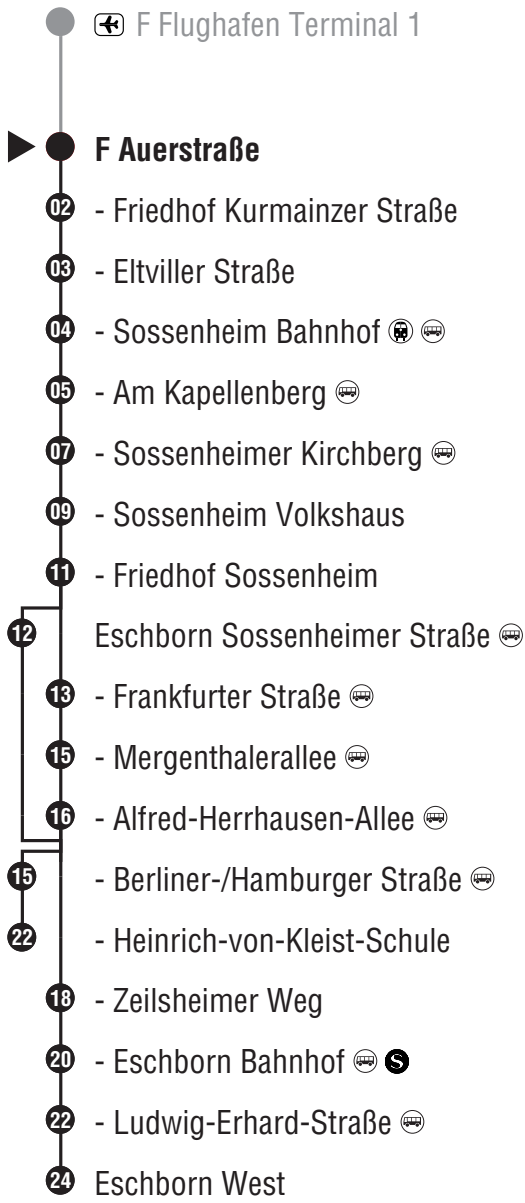 F Flughafen Terminal 1
F Auerstraße
02 - Friedhof Kurmainzer Straße
03 - Eltviller Straße
04 - Sossenheim Bahnhof
05 - Am Kapellenberg
07 - Sossenheimer Kirchberg
09 - Sossenheim Volkshaus
11 - Friedhof Sossenheim
12 Eschborn Sossenheimer Straße
13 - Frankfurter Straße
15 - Mergenthalerallee
16 - Alfred-Herrhausen-Allee
15 - Berliner-/Hamburger Straße
22 - Heinrich-von-Kleist-Schule
18 - Zeilsheimer Weg
20 - Eschborn Bahnhof S
22 - Ludwig-Erhard-Straße
24 Eschborn West